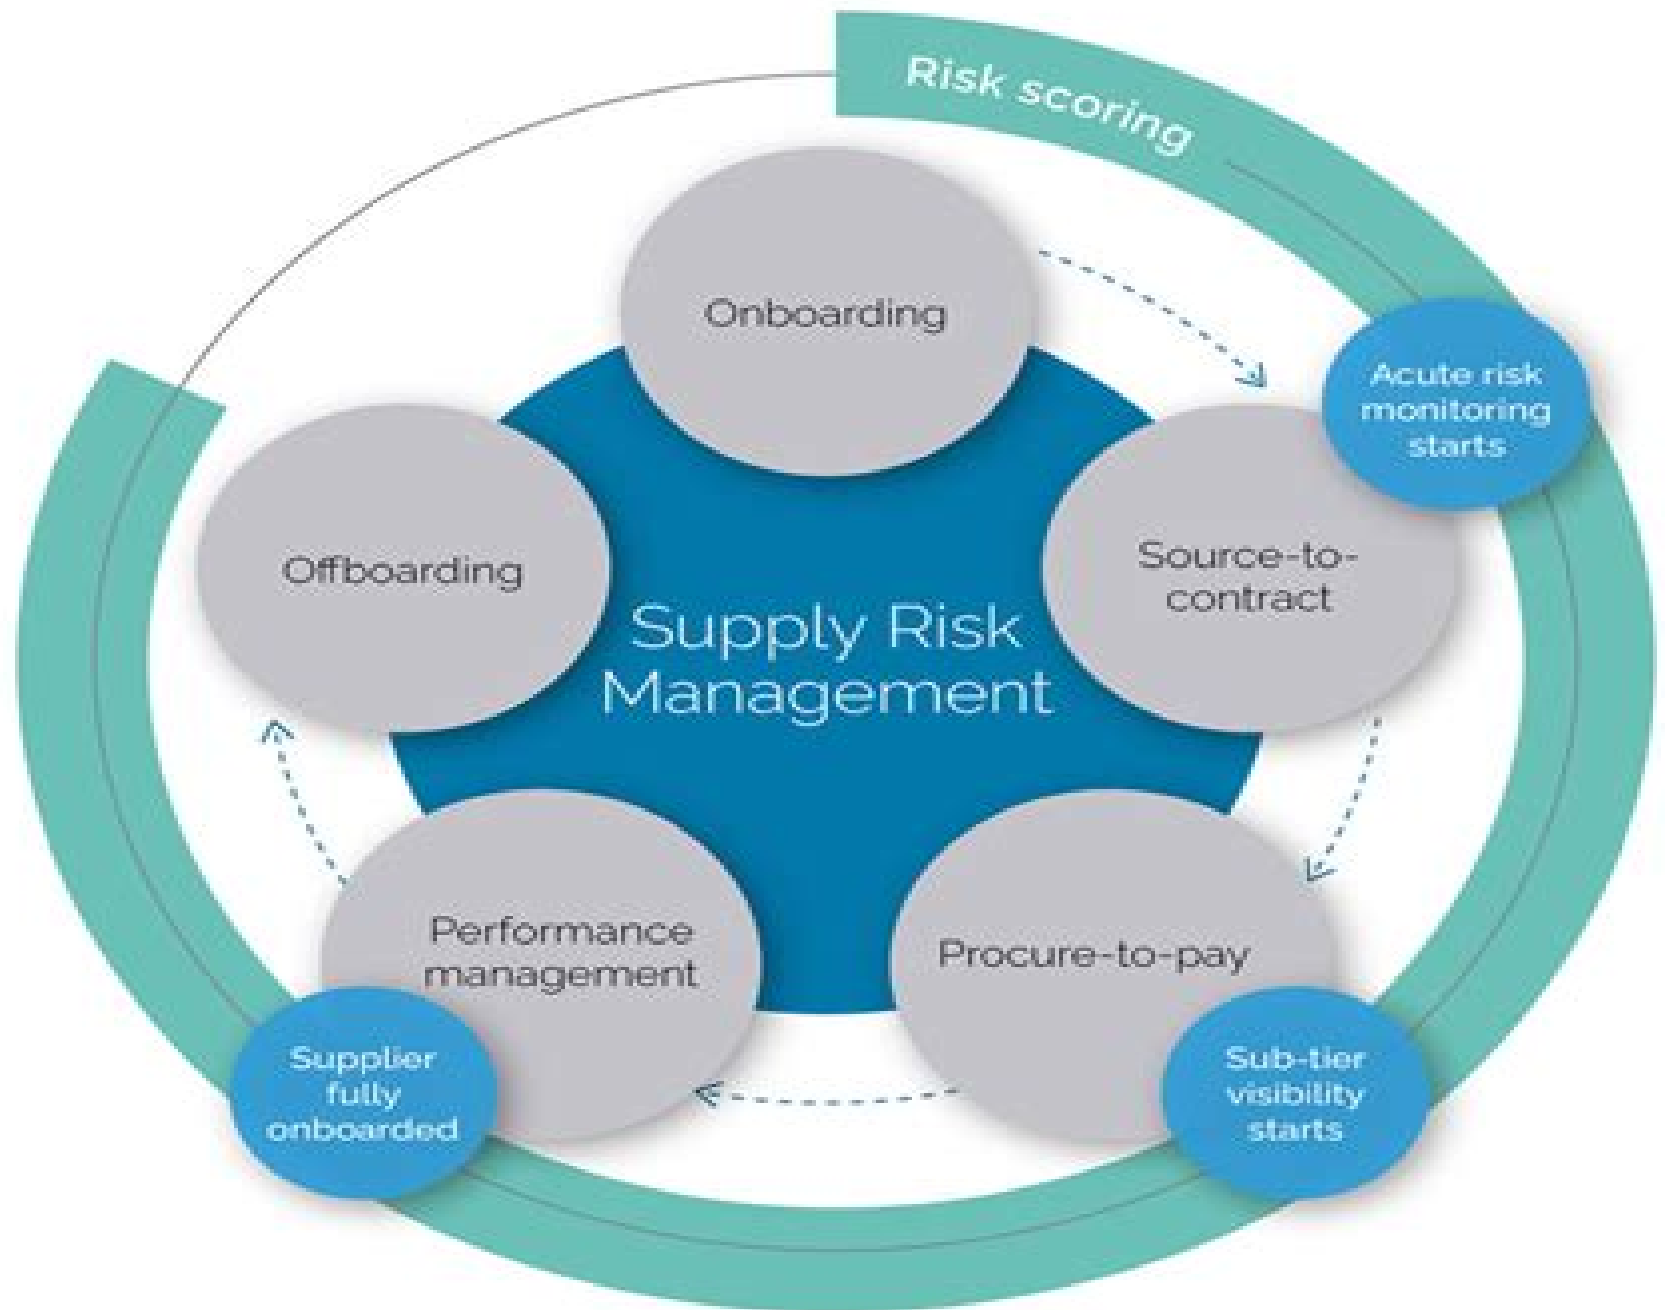 Risk scoring
Onboarding
Acute risk
monitoring
starts
Source-to-
contract
Offboarding
Supply Risk
Management
Performance
management
Procure-to-pay
Supplier
fully
onboarded
Sub-tier
visibility
starts